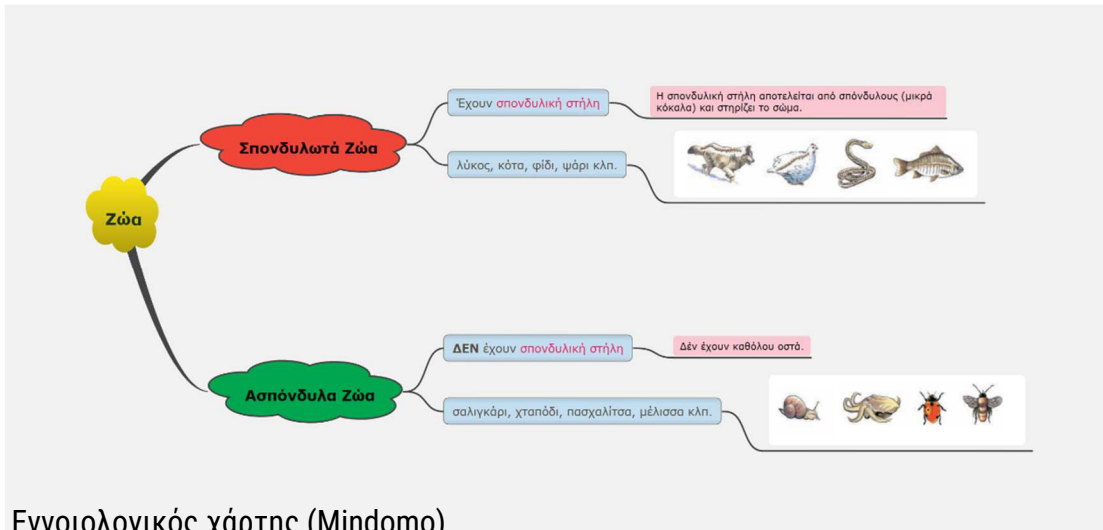 Ζώα
Σπονδυλωτά Ζώα
Έχουν σπονδυλική στήλη
Η σπονδυλική στήλη αποτελείται από σπόνδυλους (μικρά
κόκαλα) και στηρίζει το σώμα.
λύκος, κότα, φίδι, ψάρι κλπ.
Ασπόνδυλα Ζώα
ΔΕΝ έχουν σπονδυλική στήλη
Δέν έχουν καθόλου οστά.
σαλιγκάρι, χταπόδι, πασχαλίτσα, μέλισσα κλπ.
Εννοιολογικός χάρτης (Mindomo)